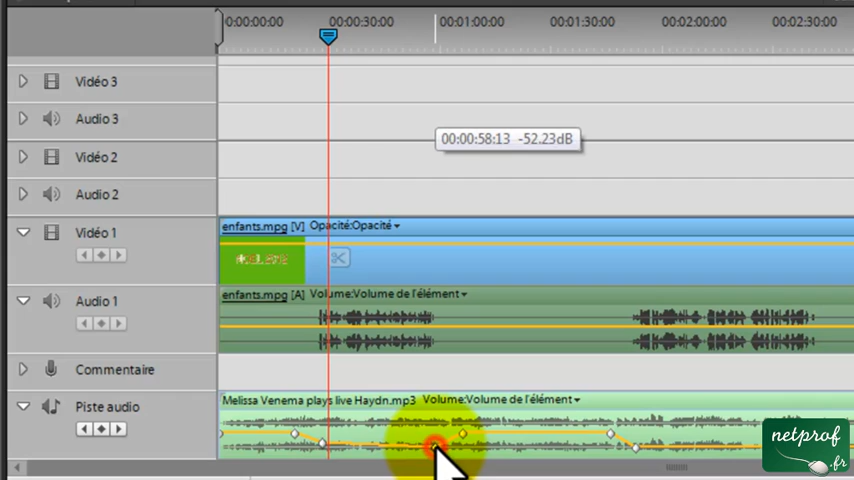 0:00:00:00 00:00:30:00 00:01:00:00 00:01:30:00 00:02:00:00 00:02:30:00
Vidéo 3
Audio 3
00:00:58:13 -52.23dB
Vidéo 2
Audio 2
Vidéo 1
enfants.mpg [V] Opacité:Opacité
Audio 1
enfants.mpg [A] Volume:Volume de l'élément
Commentaire
Piste audio
Melissa Venema plays live Haydn.mp3 Volume:Volume de l'élément
netprof
.fr